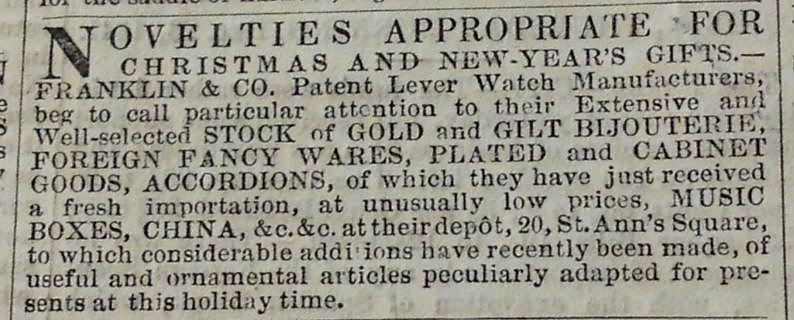 NOVELTIES APPROPRIATE FOR
CHRISTMAS AND NEW-YEAR'S GIFTS.—
FRANKLIN & CO. Patent Lever Watch Manufacturers,
beg to call particular attention to their Extensive and
Well-selected STOCK of GOLD and GILT BIJOUTERIE,
FOREIGN FANCY WARES, PLATED and CABINET
GOODS, ACCORDIONS, of which they have just received
a fresh importation, at unusually low prices, MUSIC
BOXES, CHINA, &c. &c. at their depôt, 20, St. Ann's Square,
to which considerable addi ions have recently been made, of
useful and ornamental articles peculiarly adapted for pre-
sents at this holiday time.